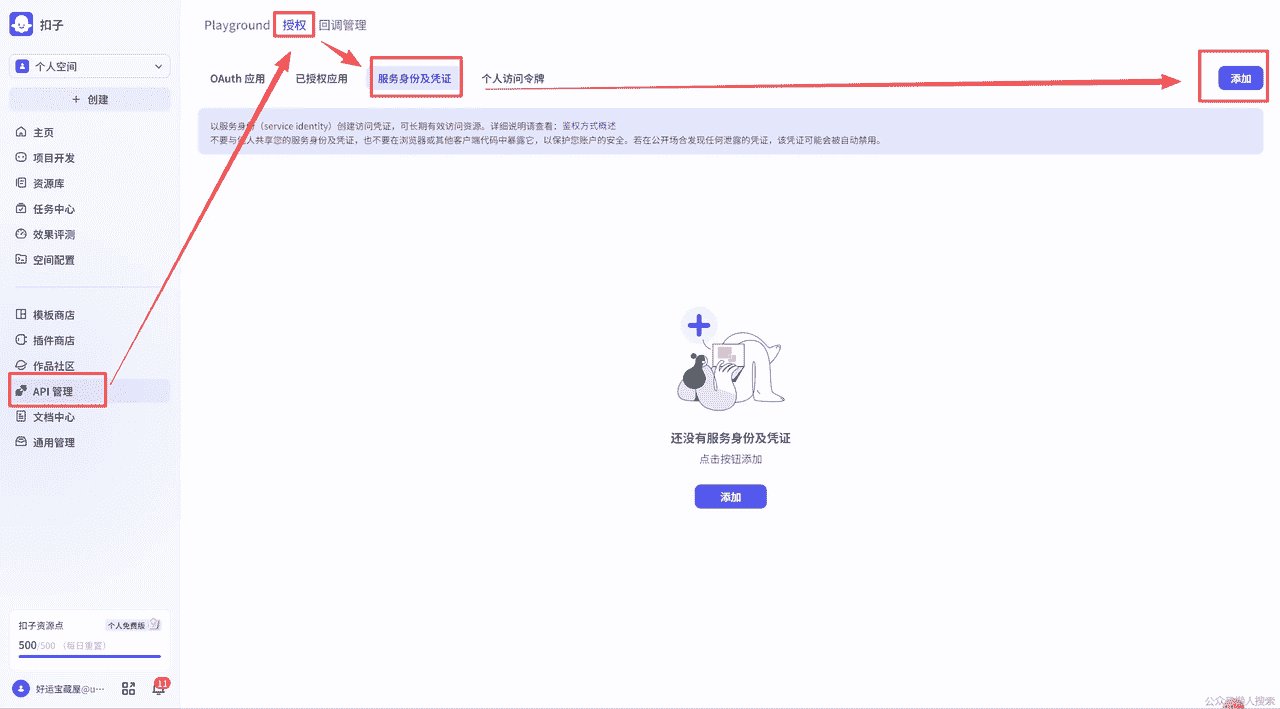 扣子
个人空间
+ 创建
主页
项目开发
资源库
任务中心
效果评测
空间配置
模板商店
插件商店
作品社区
API 管理
文档中心
通用管理
扣子资源点
个人免费版
500/500 （每日重置）
好运宝藏屋@u···
11
Playground 授权 回调管理
OAuth 应用 已授权应用 服务身份及凭证 个人访问令牌 添加
以服务身份（service identity）创建访问凭证，可长期有效访问资源。详细说明请查看：鉴权方式概述
不要与他人共享您的服务身份及凭证，也不要在浏览器或其他客户端代码中暴露它，以保护您账户的安全。若在公开场合发现任何泄露的凭证，该凭证可能会被自动禁用。
还没有服务身份及凭证
点击按钮添加
添加
公众 懒人搜索